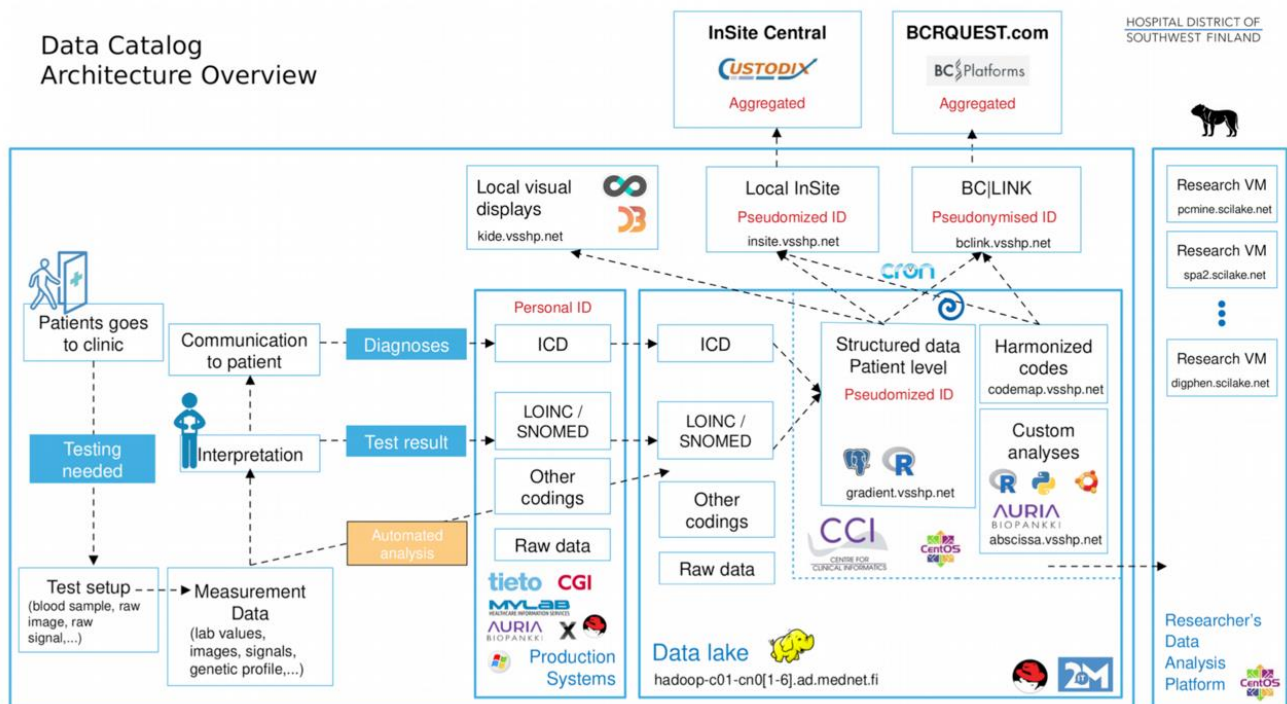 Data Catalog
Architecture Overview
InSite Central
CUSTODIX
Aggregated
BCRQUEST.com
BC Platforms
Aggregated
HOSPITAL DISTRICT OF
SOUTHWEST FINLAND
Local visual
displays
kide.vsshp.net
Local InSite
Pseudomized ID
insite.vsshp.net
BC|LINK
Pseudonymised ID
bclink.vsshp.net
cron
Research VM
pcmine.scilake.net
Research VM
spa2.scilake.net
Research VM
digphen.scilake.net
Patients goes
to clinic
Communication
to patient
Diagnoses
Personal ID
ICD
ICD
Structured data
Patient level
Pseudomized ID
gradient.vsshp.net
Harmonized
codes
codemap.vsshp.net
Testing
needed
Interpretation
Test result
LOINC /
SNOMED
LOINC /
SNOMED
Custom
analyses
R
R
AURIA
BIOPANKKI
abscissa.vsshp.net
Automated
analysis
Other
codings
Other
codings
Raw data
Raw data
CCI
CENTRE FOR
CLINICAL INFORMATICS
CentOS
Test setup
(blood sample, raw
image, raw
signal,...)
Measurement
Data
(lab values,
images, signals,
genetic profile,...)
tieto
CGI
MYLAB
HEALTHCARE INFORMATION SERVICES
AURIA
BIOPANKKI
X
Production
Systems
Data lake
hadoop-c01-cn0[1-6].ad.mednet.fi
2M
IT
Researcher's
Data
Analysis
Platform
CentOS